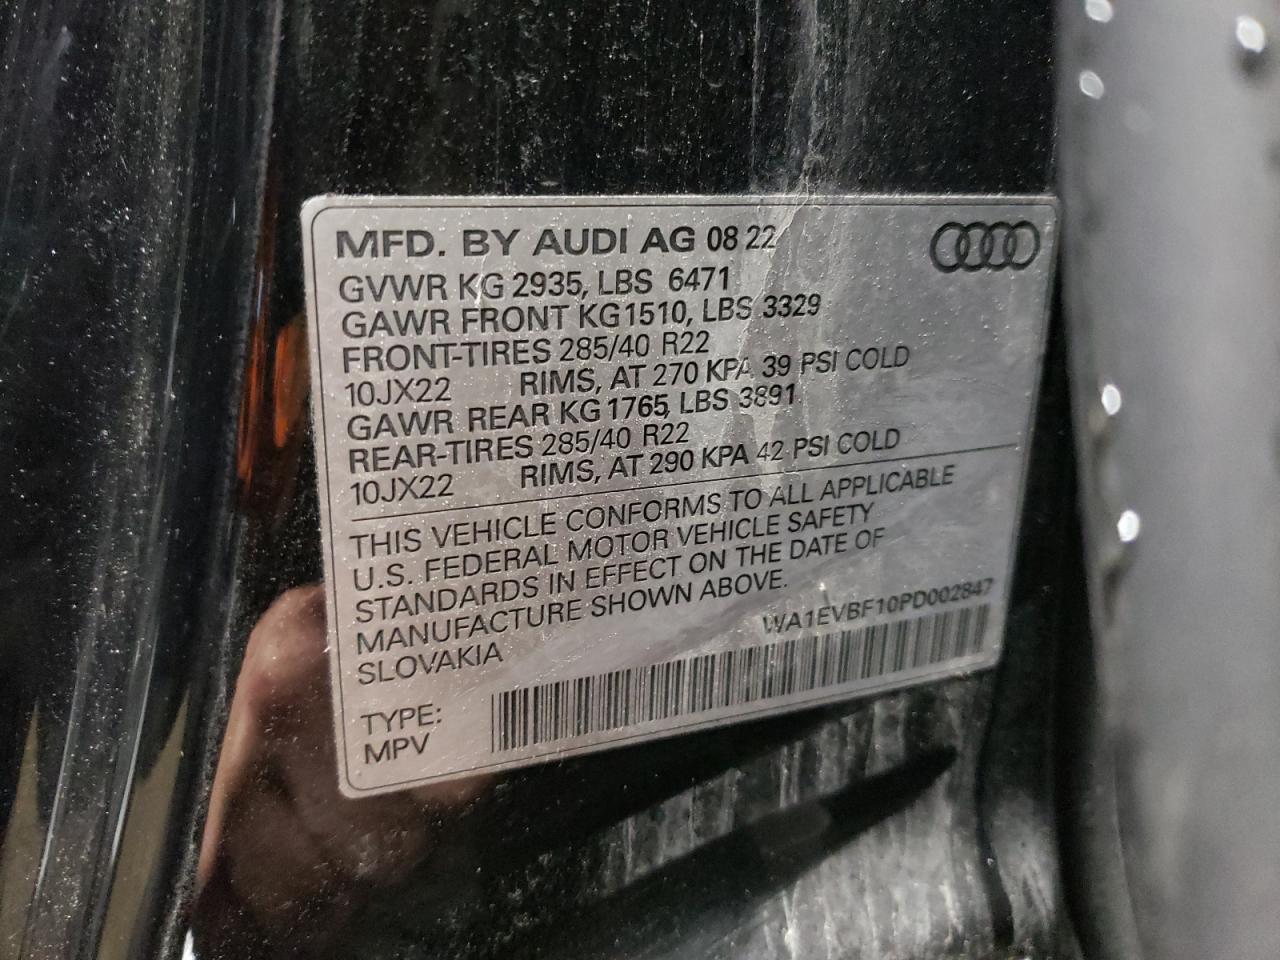 MFD. BY AUDI AG 08 22
GVWR KG 2935, LBS 6471
GAWR FRONT KG1510, LBS 3329
FRONT-TIRES 285/40 R22
10JX22 RIMS, AT 270 KPA 39 PSI COLD
GAWR REAR KG 1765, LBS 3891
REAR-TIRES 285/40 R22
10JX22 RIMS, AT 290 KPA 42 PSI COLD
THIS VEHICLE CONFORMS TO ALL APPLICABLE
U.S. FEDERAL MOTOR VEHICLE SAFETY
STANDARDS IN EFFECT ON THE DATE OF
MANUFACTURE SHOWN ABOVE.
SLOVAKIA
WA1EVBF10PD002847
TYPE:
MPV